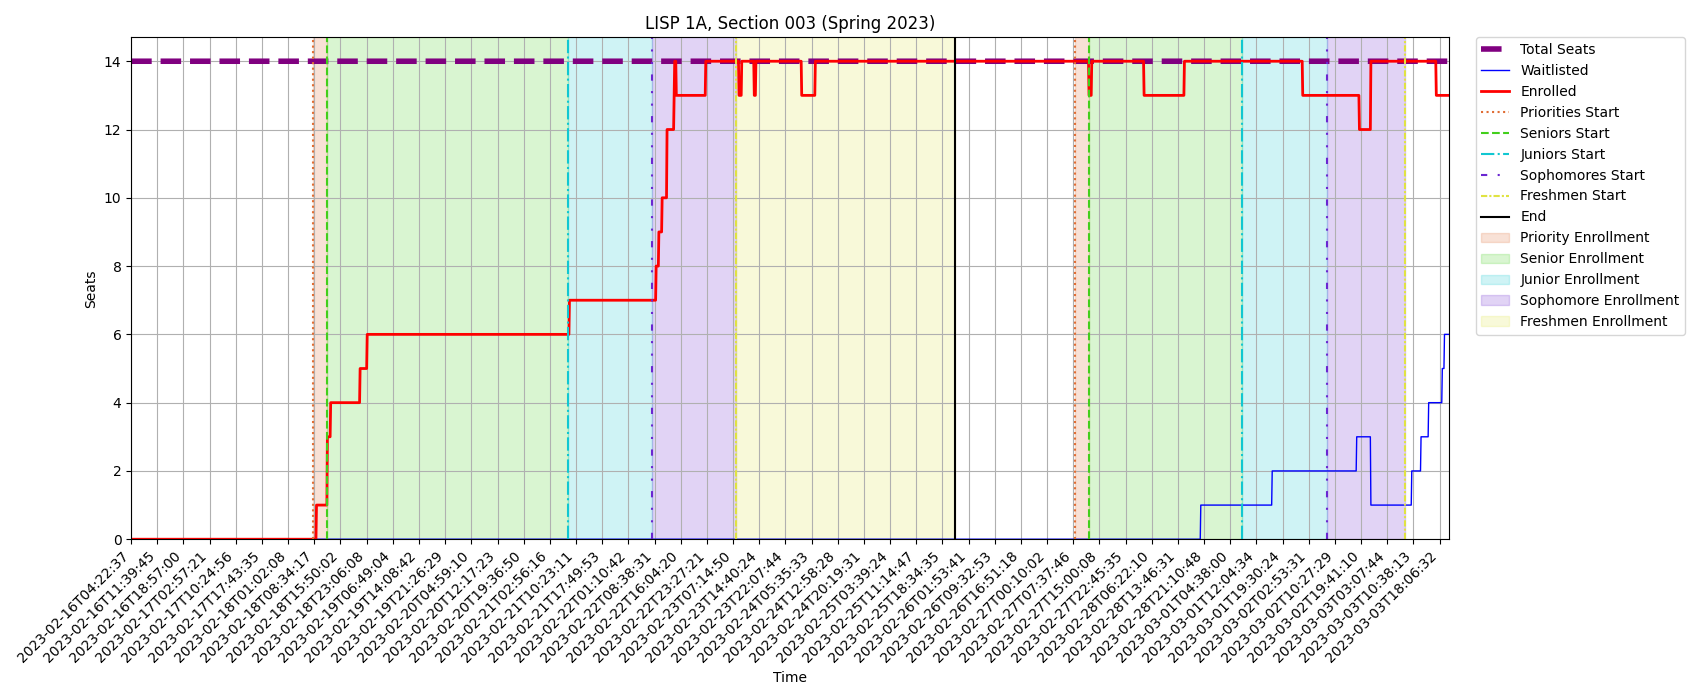 LISP 1A, Section 003 (Spring 2023)
Seats
14
12
10
8
6
4
2
0
2023-02-16T04:22:37
2023-02-16T11:39:45
2023-02-16T18:57:00
2023-02-17T02:57:21
2023-02-17T10:24:56
2023-02-17T17:43:35
2023-02-18T01:02:08
2023-02-18T08:34:17
2023-02-18T15:50:02
2023-02-18T23:06:08
2023-02-19T06:49:04
2023-02-19T14:08:42
2023-02-19T21:26:29
2023-02-20T04:59:10
2023-02-20T12:17:23
2023-02-20T19:36:50
2023-02-21T02:56:16
2023-02-21T10:23:11
2023-02-21T17:49:53
2023-02-22T01:10:42
2023-02-22T08:38:31
2023-02-22T16:04:20
2023-02-22T23:27:21
2023-02-23T07:14:50
2023-02-23T14:40:24
2023-02-23T22:07:44
2023-02-24T05:35:33
2023-02-24T12:58:28
2023-02-24T20:19:31
2023-02-25T03:39:24
2023-02-25T11:14:47
2023-02-25T18:34:35
2023-02-26T01:53:41
2023-02-26T09:32:53
2023-02-26T16:51:18
2023-02-27T00:10:02
2023-02-27T07:37:46
2023-02-27T15:00:08
2023-02-27T22:45:35
2023-02-28T06:22:10
2023-02-28T13:46:31
2023-02-28T21:10:48
2023-03-01T04:38:00
2023-03-01T12:04:34
2023-03-01T19:30:24
2023-03-02T02:53:31
2023-03-02T10:27:29
2023-03-02T19:41:10
2023-03-03T03:07:44
2023-03-03T10:38:13
2023-03-03T18:06:32
Time
Total Seats
Waitlisted
Enrolled
Priorities Start
Seniors Start
Juniors Start
Sophomores Start
Freshmen Start
End
Priority Enrollment
Senior Enrollment
Junior Enrollment
Sophomore Enrollment
Freshmen Enrollment